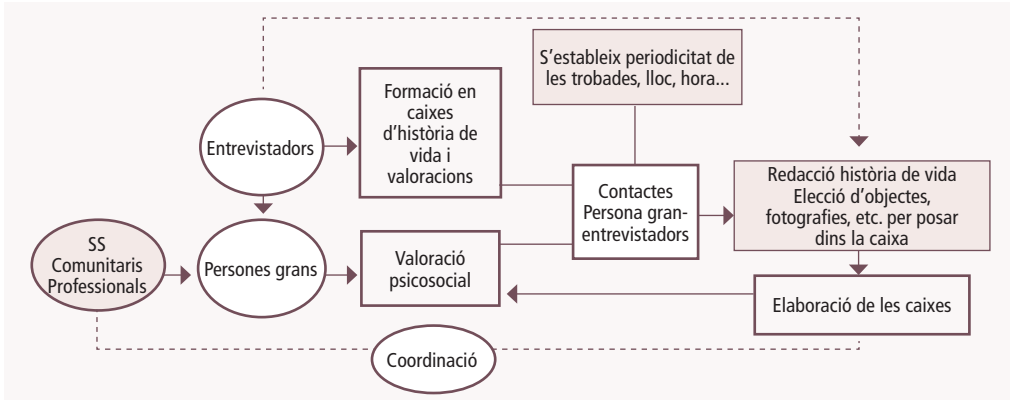 S’estableix periodicitat de
les trobades, lloc, hora...
Formació en
caixes
d’història de
vida i
valoracions
Entrevistadors
Contactes
Persona gran-
entrevistadors
Redacció història de vida
Elecció d’objectes,
fotografies, etc. per posar
dins la caixa
SS
Comunitaris
Professionals
Persones grans
Valoració
psicosocial
Elaboració de les caixes
Coordinació